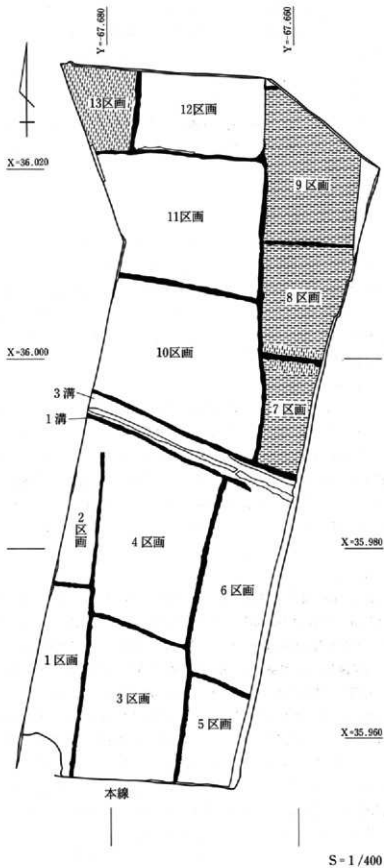 Y=-67.680
Y=-67.660
13区画
12区画
X=36.020
9区画
11区画
8区画
X=36.000
10区画
3溝
7区画
1溝
2区画
4区画
X=35.980
6区画
1区画
3区画
5区画
X=35.960
本線
S=1/400